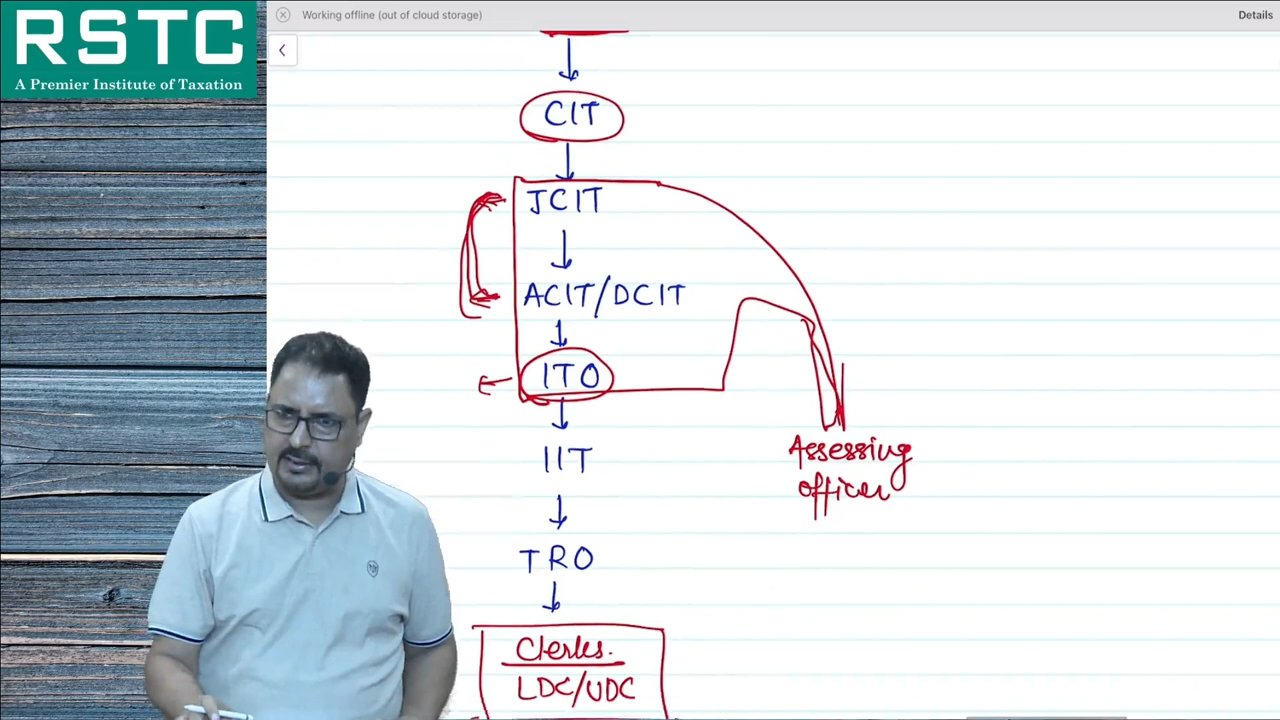 RSTC
A Premier Institute of Taxation
Working offline (out of cloud storage)
Details
CIT
JCIT
ACIT/DCIT
ITO
Assessing
officer
IIT
TRO
Clerks.
LDC/UDC